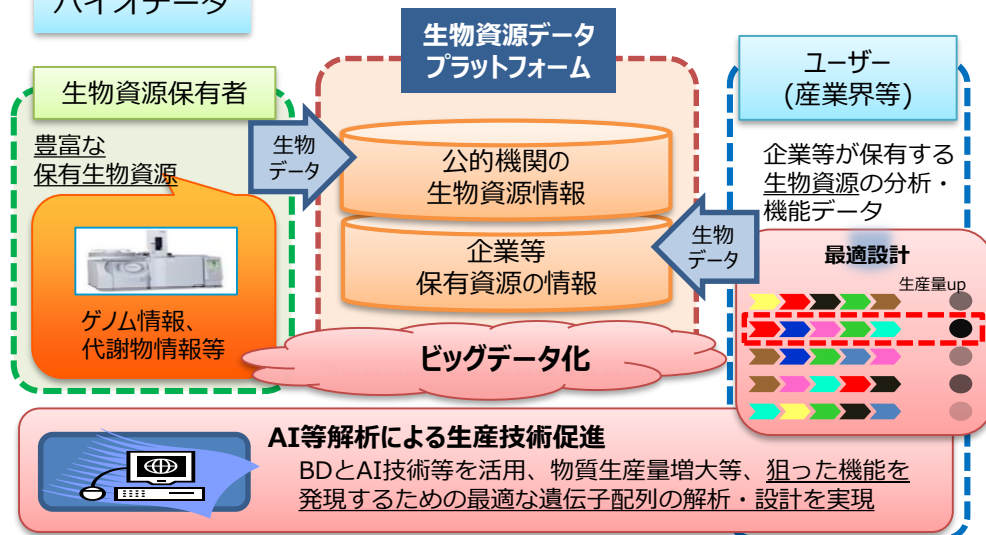 バイオデータ
生物資源データ
プラットフォーム
生物資源保有者
豊富な
保有生物資源
生物
データ
ゲノム情報、
代謝物情報等
公的機関の
生物資源情報
企業等
保有資源の情報
ビッグデータ化
ユーザー
(産業界等)
企業等が保有する
生物資源の分析・
機能データ
生物
データ
最適設計
生産量up
AI等解析による生産技術促進
BDとAI技術等を活用、物質生産量増大等、狙った機能を
発現するための最適な遺伝子配列の解析・設計を実現